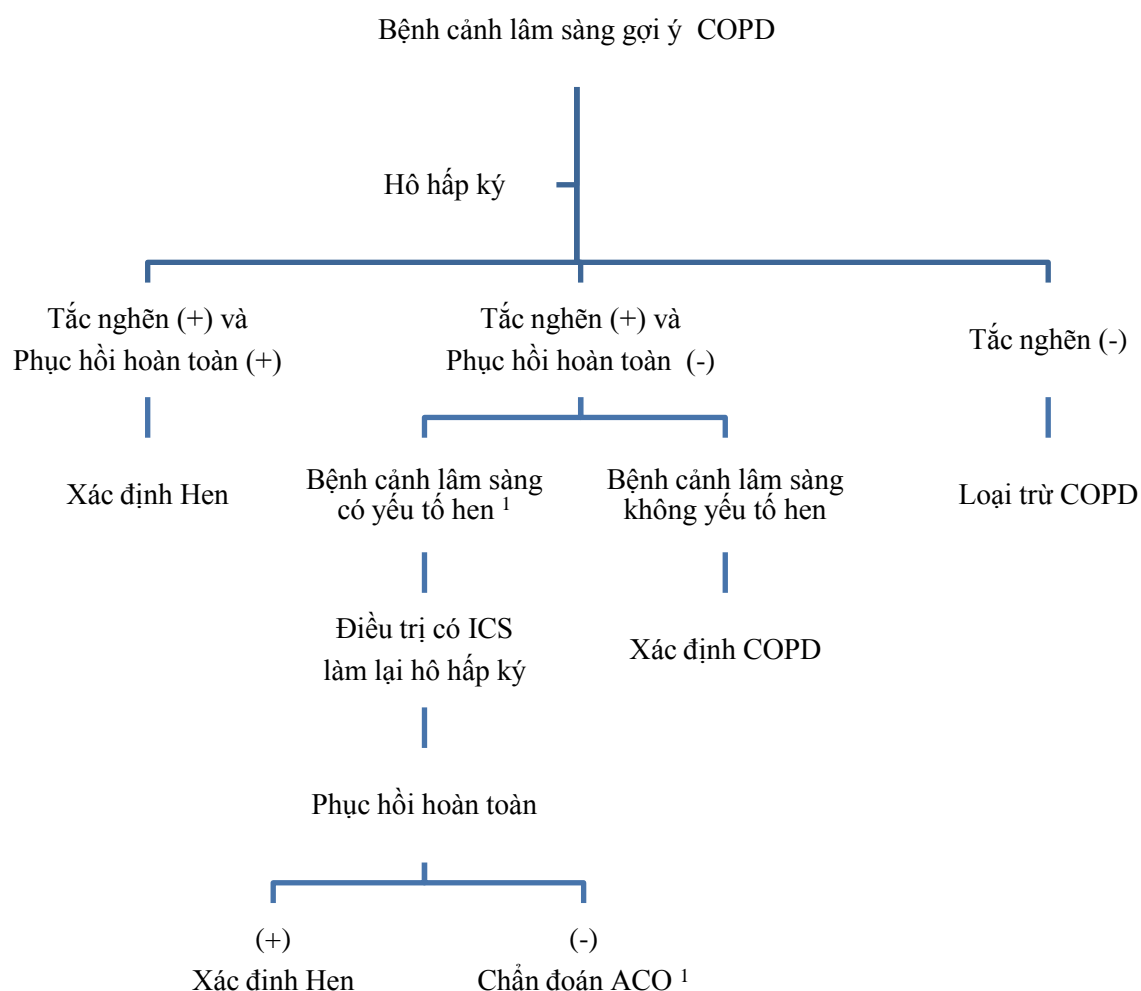 Bệnh cảnh lâm sàng gợi ý COPD
Hô hấp ký
Tắc nghẽn (+) và
Phục hồi hoàn toàn (+)
Tắc nghẽn (+) và
Phục hồi hoàn toàn (-)
Tắc nghẽn (-)
Xác định Hen
Bệnh cảnh lâm sàng
có yếu tố hen 1
Bệnh cảnh lâm sàng
không yếu tố hen
Loại trừ COPD
Điều trị có ICS
làm lại hô hấp ký
Xác định COPD
Phục hồi hoàn toàn
(+)
Xác định Hen
(-)
Chẩn đoán ACO 1